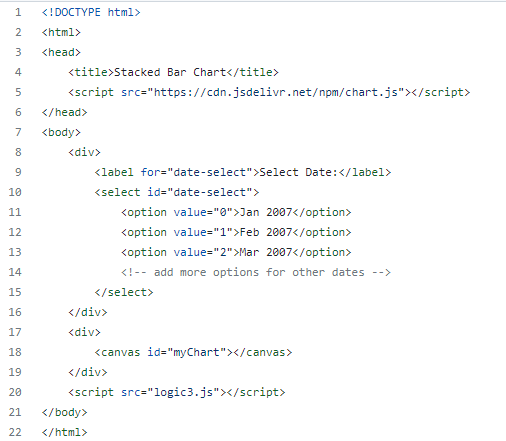 1 <!DOCTYPE html>
2 <html>
3 <head>
4     <title>Stacked Bar Chart</title>
5     <script src="https://cdn.jsdelivr.net/npm/chart.js"></script>
6 </head>
7 <body>
8     <div>
9         <label for="date-select">Select Date:</label>
10         <select id="date-select">
11             <option value="0">Jan 2007</option>
12             <option value="1">Feb 2007</option>
13             <option value="2">Mar 2007</option>
14             <!-- add more options for other dates -->
15         </select>
16     </div>
17     <div>
18         <canvas id="myChart"></canvas>
19     </div>
20     <script src="logic3.js"></script>
21 </body>
22 </html>